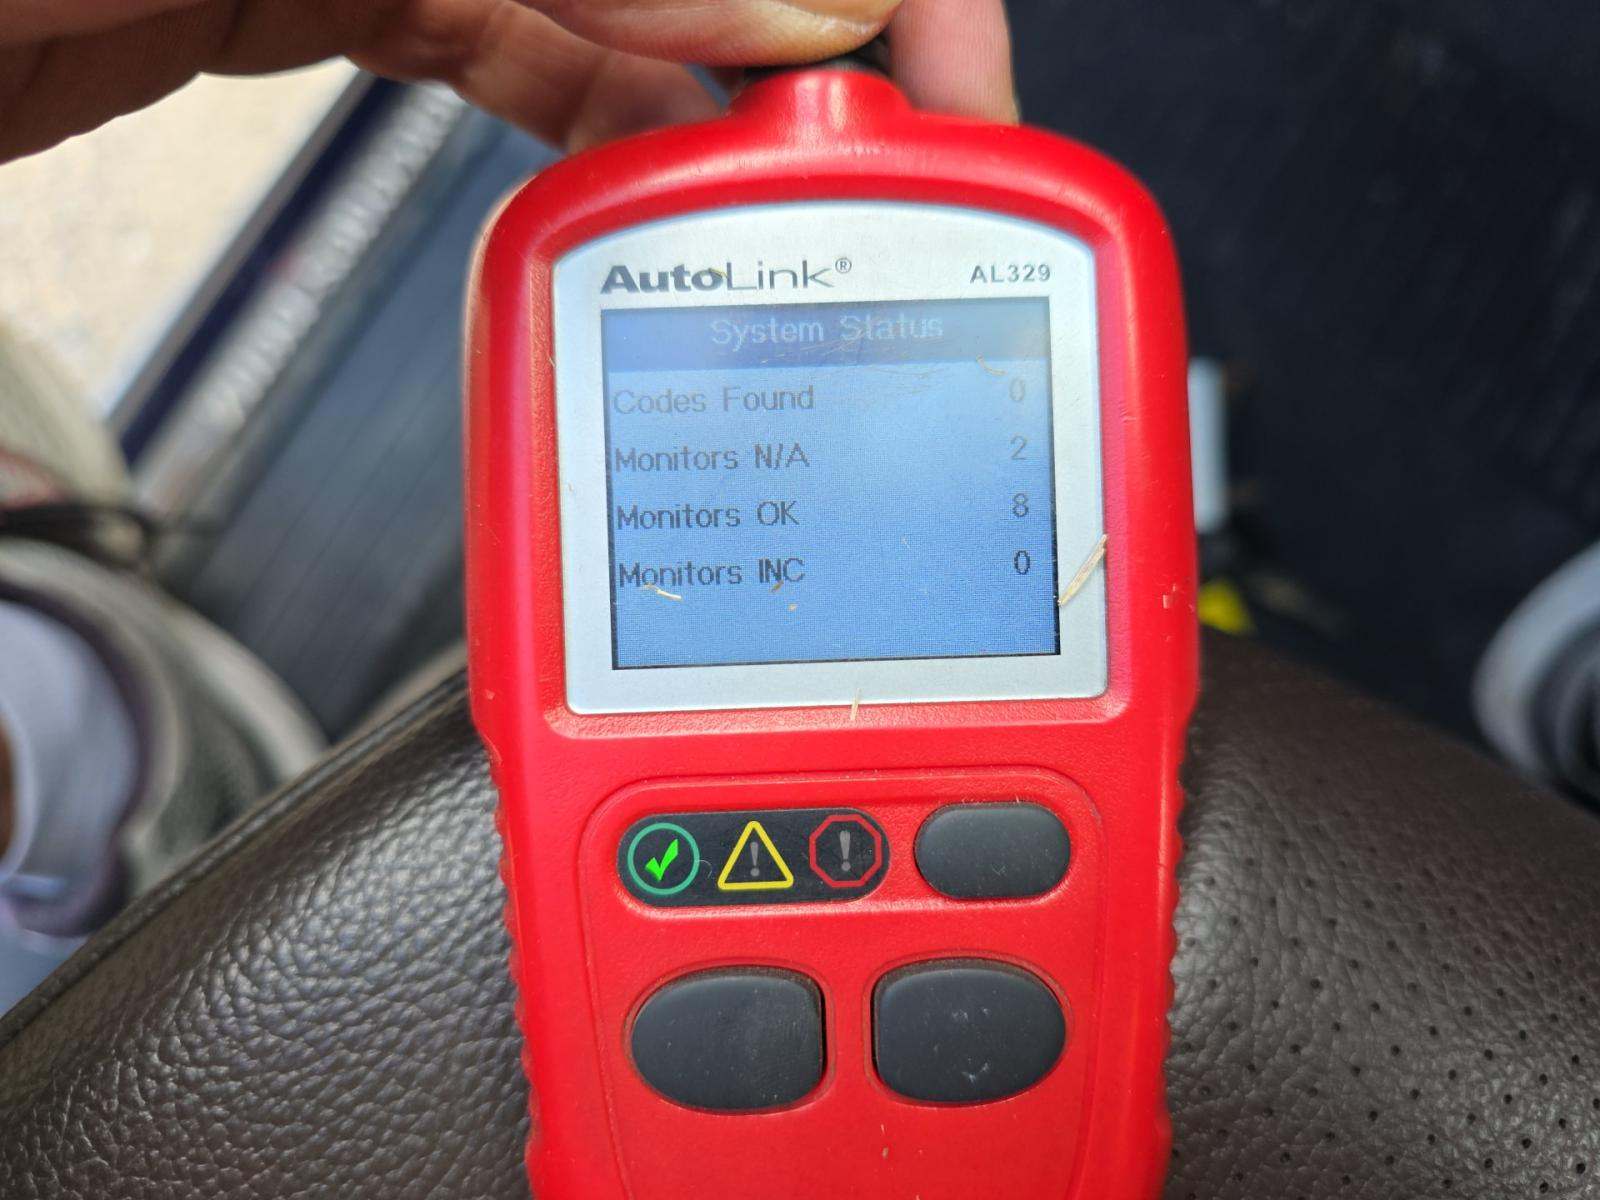 AutoLink® AL329
System Status
Codes Found 0
Monitors N/A 2
Monitors OK 8
Monitors INC 0